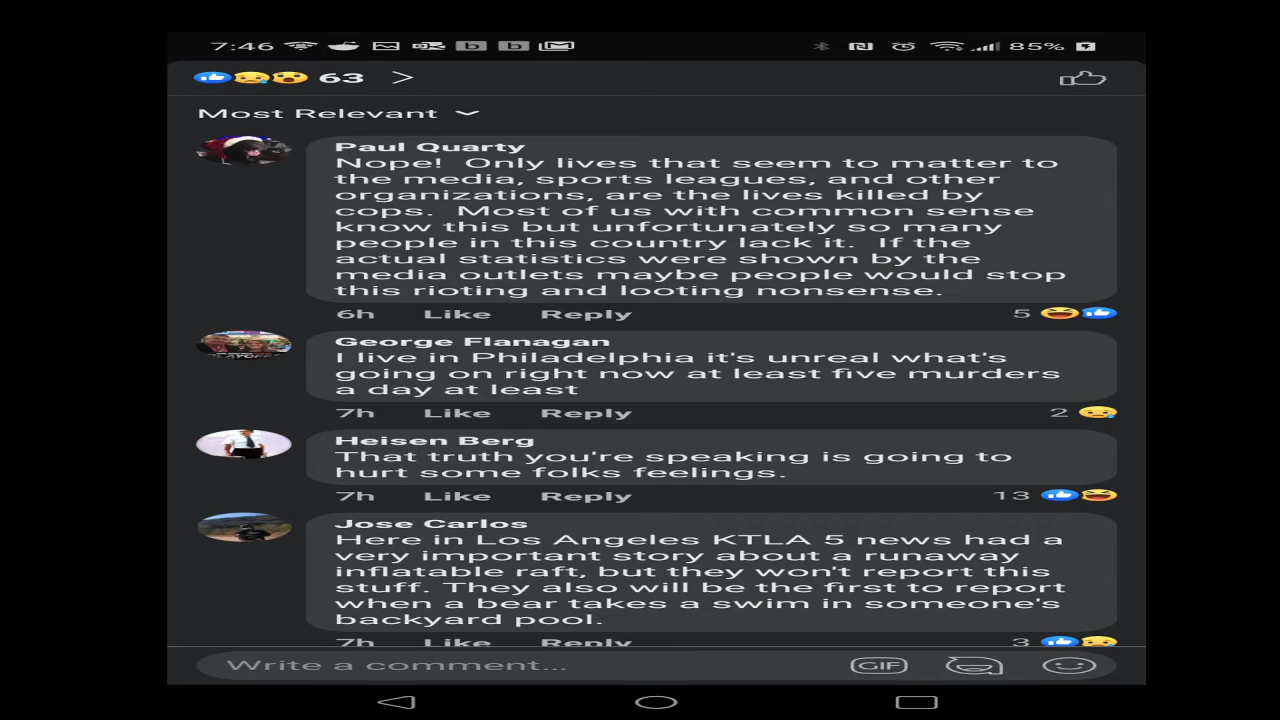 7:46 85%
63 >
Most Relevant
Paul Quarty
Nope! Only lives that seem to matter to
the media, sports leagues, and other
organizations, are the lives killed by
cops. Most of us with common sense
know this but unfortunately so many
people in this country lack it. If the
actual statistics were shown by the
media outlets maybe people would stop
this rioting and looting nonsense.
6h Like Reply 5
George Flanagan
I live in Philadelphia it's unreal what's
going on right now at least five murders
a day at least
7h Like Reply 2
Heisen Berg
That truth you're speaking is going to
hurt some folks feelings.
7h Like Reply 13
Jose Carlos
Here in Los Angeles KTLA 5 news had a
very important story about a runaway
inflatable raft, but they won't report this
stuff. They also will be the first to report
when a bear takes a swim in someone's
backyard pool.
7h Like Reply 3
Write a comment... GIF